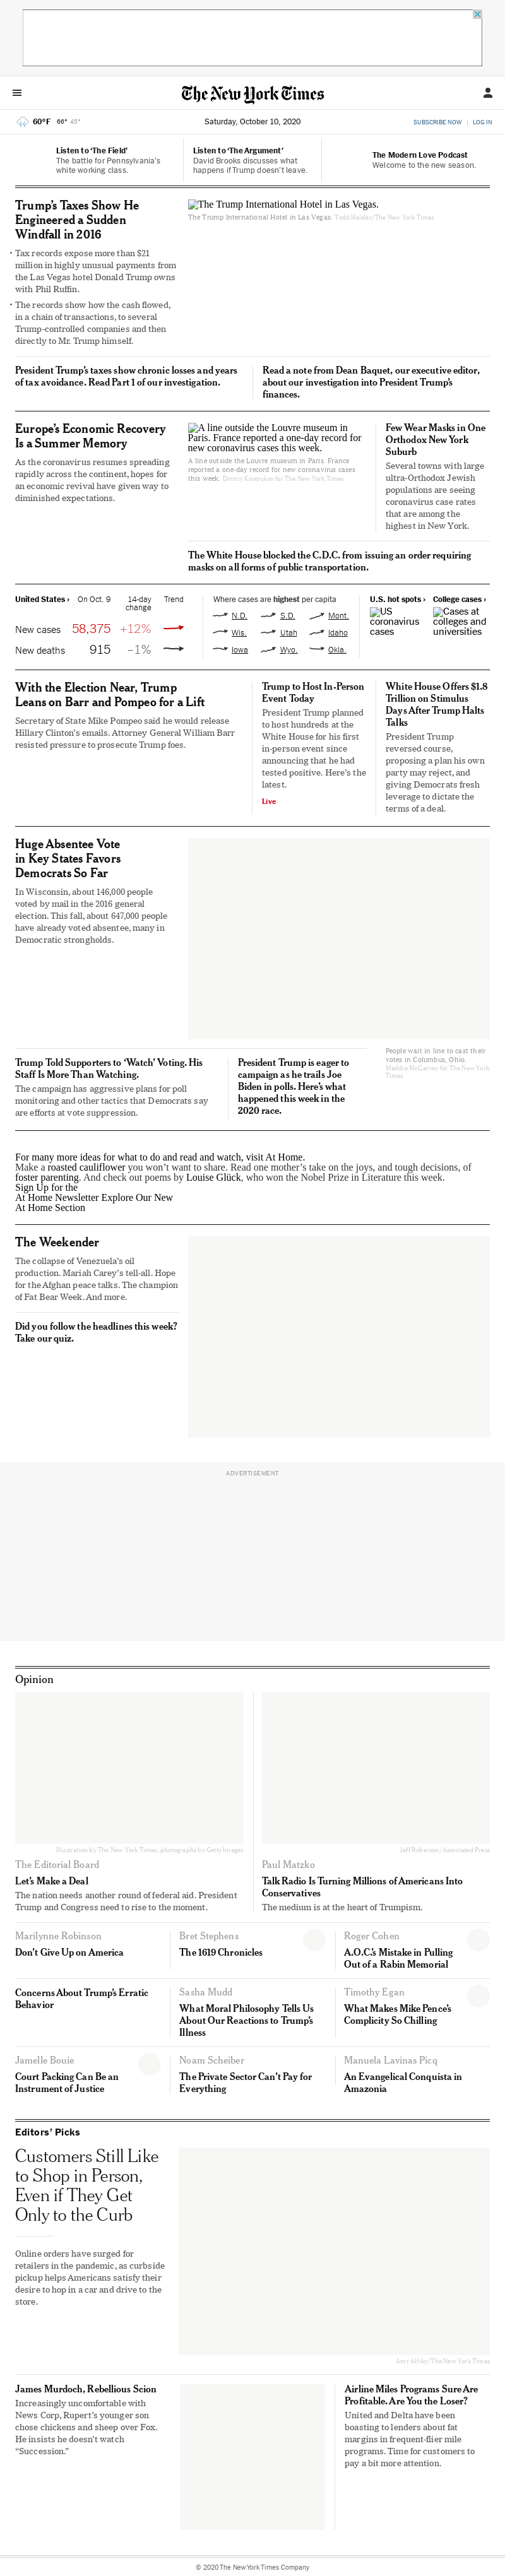 The New York Times
60°F 66° 45°
Saturday, October 10, 2020
SUBSCRIBE NOW
LOG IN
Listen to ‘The Field’
The battle for Pennsylvania’s
white working class.
Listen to ‘The Argument’
David Brooks discusses what
happens if Trump doesn’t leave.
The Modern Love Podcast
Welcome to the new season.
Trump’s Taxes Show He
Engineered a Sudden
Windfall in 2016
• Tax records expose more than $21
million in highly unusual payments from
the Las Vegas hotel Donald Trump owns
with Phil Ruffin.
• The records show how the cash flowed,
in a chain of transactions, to several
Trump-controlled companies and then
directly to Mr. Trump himself.
The Trump International Hotel in Las Vegas.
The Trump International Hotel in Las Vegas. Todd Heisler/The New York Times
President Trump’s taxes show chronic losses and years
of tax avoidance. Read Part 1 of our investigation.
Read a note from Dean Baquet, our executive editor,
about our investigation into President Trump’s
finances.
Europe’s Economic Recovery
Is a Summer Memory
As the coronavirus resumes spreading
rapidly across the continent, hopes for
an economic revival have given way to
diminished expectations.
A line outside the Louvre museum in
Paris. France reported a one-day record for
new coronavirus cases this week.
A line outside the Louvre museum in Paris. France
reported a one-day record for new coronavirus cases
this week. Dmitry Kostyukov for The New York Times
Few Wear Masks in One
Orthodox New York
Suburb
Several towns with large
ultra-Orthodox Jewish
populations are seeing
coronavirus case rates
that are among the
highest in New York.
The White House blocked the C.D.C. from issuing an order requiring
masks on all forms of public transportation.
United States › On Oct. 9 14-day
change Trend
New cases 58,375 +12%
New deaths 915 –1%
Where cases are highest per capita
N.D. S.D. Mont.
Wis. Utah Idaho
Iowa Wyo. Okla.
U.S. hot spots ›
US
coronavirus
cases
College cases ›
Cases at
colleges and
universities
With the Election Near, Trump
Leans on Barr and Pompeo for a Lift
Secretary of State Mike Pompeo said he would release
Hillary Clinton’s emails. Attorney General William Barr
resisted pressure to prosecute Trump foes.
Trump to Host In-Person
Event Today
President Trump planned
to host hundreds at the
White House for his first
in-person event since
announcing that he had
tested positive. Here’s the
latest.
Live
White House Offers $1.8
Trillion on Stimulus
Days After Trump Halts
Talks
President Trump
reversed course,
proposing a plan his own
party may reject, and
giving Democrats fresh
leverage to dictate the
terms of a deal.
Huge Absentee Vote
in Key States Favors
Democrats So Far
In Wisconsin, about 146,000 people
voted by mail in the 2016 general
election. This fall, about 647,000 people
have already voted absentee, many in
Democratic strongholds.
People wait in line to cast their
votes in Columbus, Ohio.
Maddie McGarvey for The New York
Times
Trump Told Supporters to ‘Watch’ Voting. His
Staff Is More Than Watching.
The campaign has aggressive plans for poll
monitoring and other tactics that Democrats say
are efforts at vote suppression.
President Trump is eager to
campaign as he trails Joe
Biden in polls. Here’s what
happened this week in the
2020 race.
For many more ideas for what to do and read and watch, visit At Home.
Make a roasted cauliflower you won’t want to share. Read one mother’s take on the joys, and tough decisions, of
foster parenting. And check out poems by Louise Glück, who won the Nobel Prize in Literature this week.
Sign Up for the
At Home Newsletter Explore Our New
At Home Section
The Weekender
The collapse of Venezuela’s oil
production. Mariah Carey’s tell-all. Hope
for the Afghan peace talks. The champion
of Fat Bear Week. And more.
Did you follow the headlines this week?
Take our quiz.
ADVERTISEMENT
Opinion
Illustration by The New York Times; photographs by Getty Images
The Editorial Board
Let’s Make a Deal
The nation needs another round of federal aid. President
Trump and Congress need to rise to the moment.
Jeff Roberson/Associated Press
Paul Matzko
Talk Radio Is Turning Millions of Americans Into
Conservatives
The medium is at the heart of Trumpism.
Marilynne Robinson
Don’t Give Up on America
Bret Stephens
The 1619 Chronicles
Roger Cohen
A.O.C.’s Mistake in Pulling
Out of a Rabin Memorial
Concerns About Trump’s Erratic
Behavior
Sasha Mudd
What Moral Philosophy Tells Us
About Our Reactions to Trump’s
Illness
Timothy Egan
What Makes Mike Pence’s
Complicity So Chilling
Jamelle Bouie
Court Packing Can Be an
Instrument of Justice
Noam Scheiber
The Private Sector Can’t Pay for
Everything
Manuela Lavinas Picq
An Evangelical Conquista in
Amazonia
Editors’ Picks
Customers Still Like
to Shop in Person,
Even if They Get
Only to the Curb
Online orders have surged for
retailers in the pandemic, as curbside
pickup helps Americans satisfy their
desire to hop in a car and drive to the
store.
Amr Alfiky/The New York Times
James Murdoch, Rebellious Scion
Increasingly uncomfortable with
News Corp, Rupert’s younger son
chose chickens and sheep over Fox.
He insists he doesn’t watch
“Succession.”
Airline Miles Programs Sure Are
Profitable. Are You the Loser?
United and Delta have been
boasting to lenders about fat
margins in frequent-flier mile
programs. Time for customers to
pay a bit more attention.
© 2020 The New York Times Company